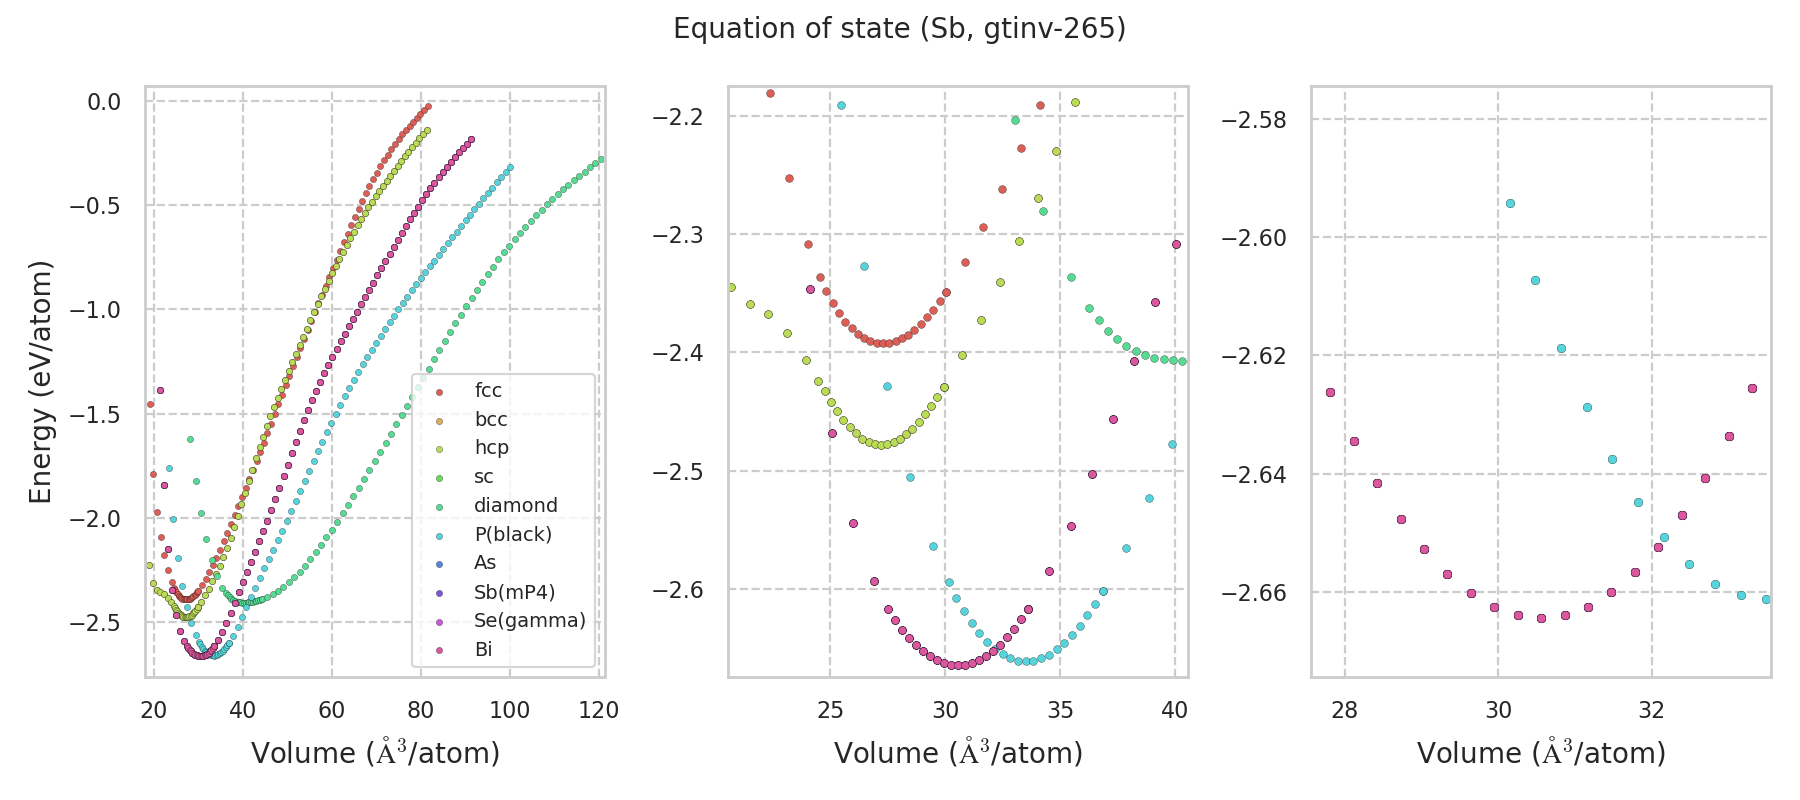 Equation of state (Sb, gtinv-265)
Energy (eV/atom)
0.0
−0.5
−1.0
−1.5
−2.0
−2.5
20 40 60 80 100 120
Volume (Å³/atom)
fcc
bcc
hcp
sc
diamond
P(black)
As
Sb(mP4)
Se(gamma)
Bi
−2.2
−2.3
−2.4
−2.5
−2.6
25 30 35 40
Volume (Å³/atom)
−2.58
−2.60
−2.62
−2.64
−2.66
28 30 32
Volume (Å³/atom)